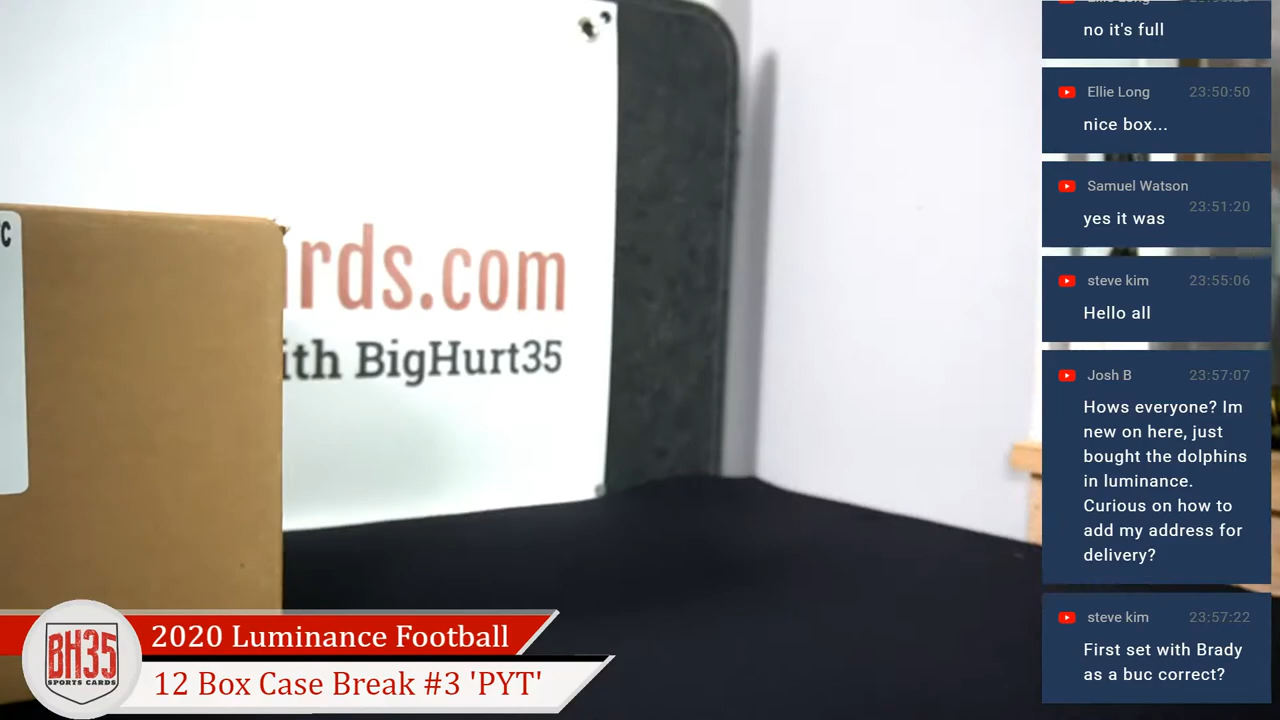 no it's full
Ellie Long 23:50:50
nice box...
Samuel Watson
23:51:20
yes it was
steve kim 23:55:06
Hello all
Josh B 23:57:07
Hows everyone? Im
new on here, just
bought the dolphins
in luminance.
Curious on how to
add my address for
delivery?
steve kim 23:57:22
First set with Brady
as a buc correct?
C
ards.com
ith BigHurt35
BH35
SPORTS CARDS
2020 Luminance Football
12 Box Case Break #3 'PYT'